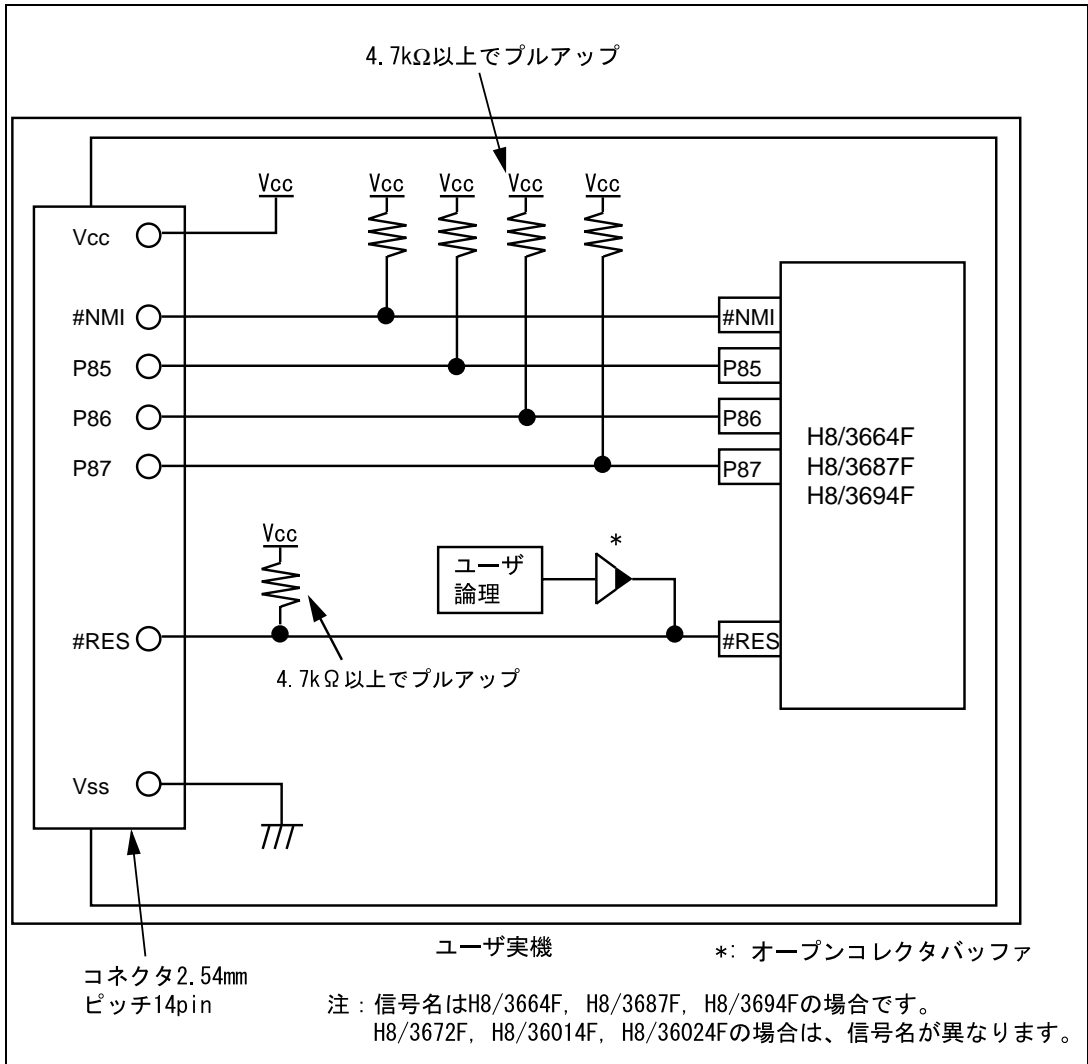 4.7kΩ以上でプルアップ
Vcc
Vcc
Vcc
Vcc
Vcc
Vcc
#NMI
#NMI
P85
P85
P86
P86
P87
P87
H8/3664F
H8/3687F
H8/3694F
Vcc
*
ユーザ
論理
#RES
#RES
4.7kΩ以上でプルアップ
Vss
ユーザ実機
*: オープンコレクタバッファ
コネクタ2.54mm
ピッチ14pin
注：信号名はH8/3664F, H8/3687F, H8/3694Fの場合です。
H8/3672F, H8/36014F, H8/36024Fの場合は、信号名が異なります。